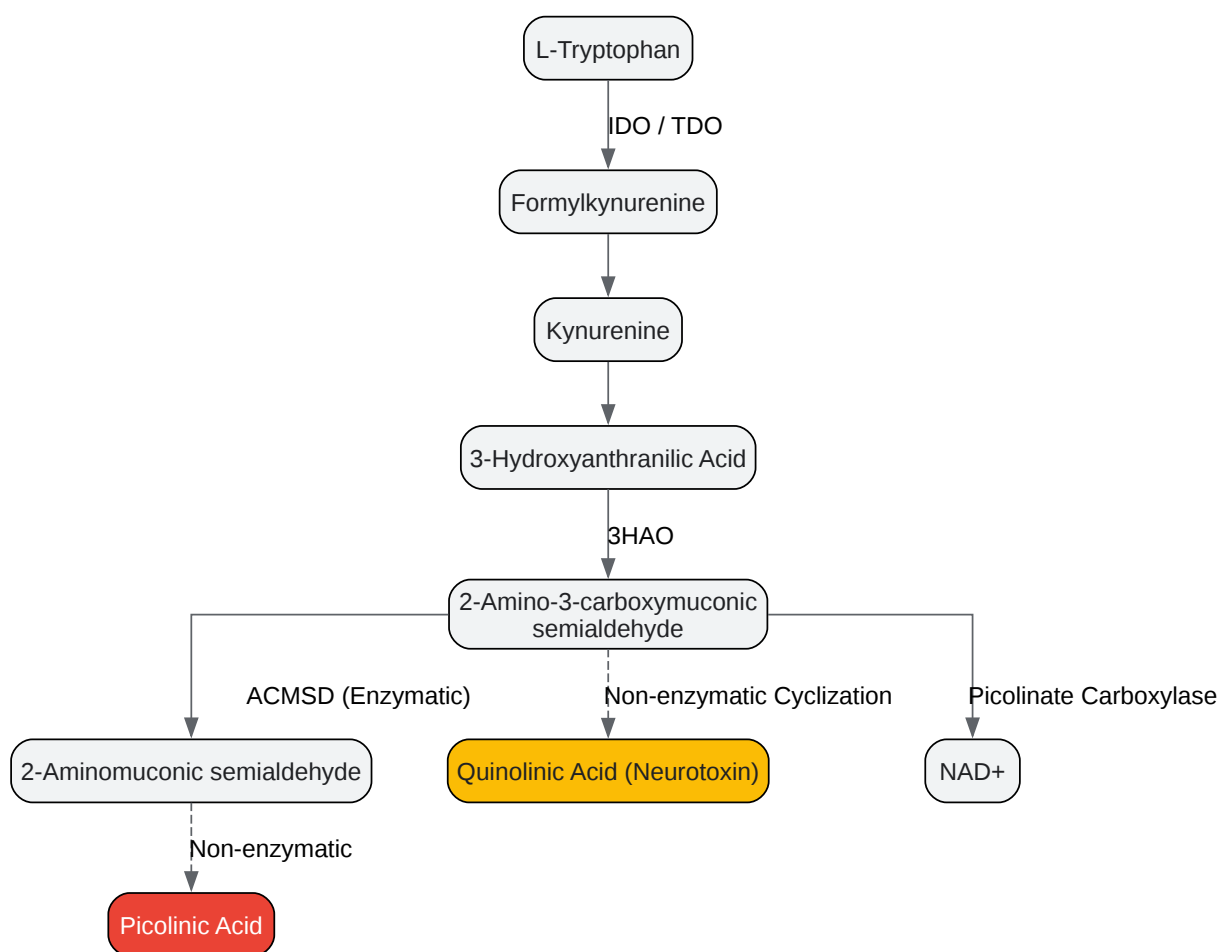 L-Tryptophan
IDO / TDO
Formylkynurenine
Kynurenine
3-Hydroxyanthranilic Acid
3HAO
2-Amino-3-carboxymuconic
semialdehyde
ACMSD (Enzymatic)
Non-enzymatic Cyclization
Picolinate Carboxylase
2-Aminomuconic semialdehyde
Quinolinic Acid (Neurotoxin)
NAD+
Non-enzymatic
Picolinic Acid